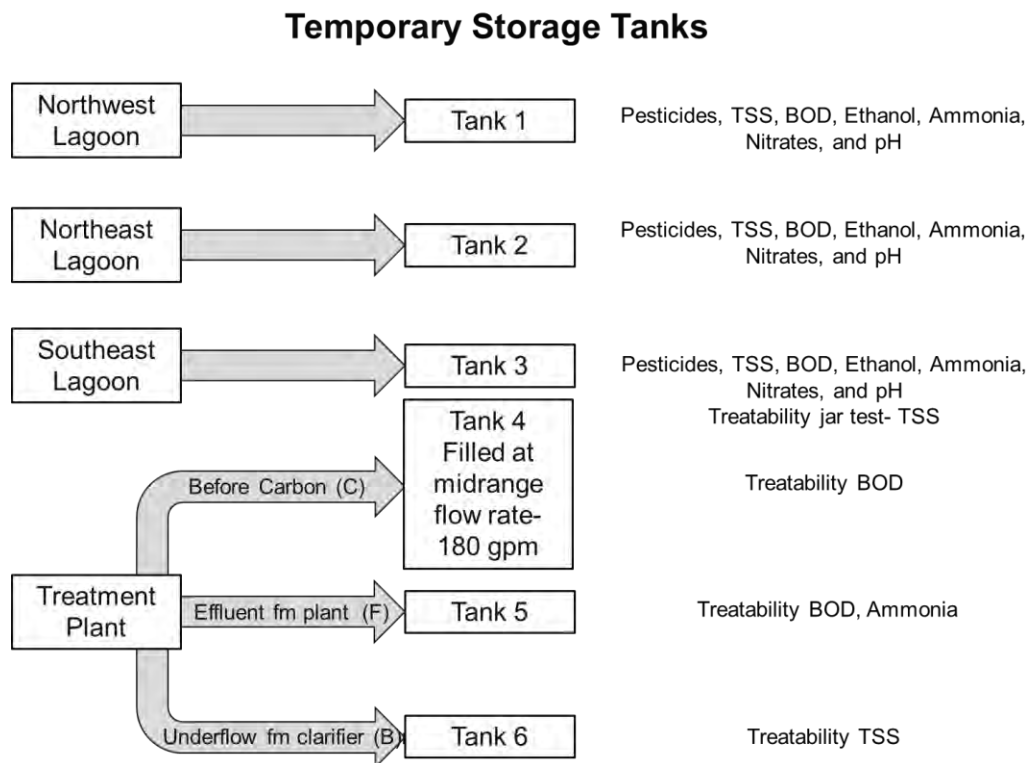 Temporary Storage Tanks
Northwest
Lagoon
Tank 1
Pesticides, TSS, BOD, Ethanol, Ammonia,
Nitrates, and pH
Northeast
Lagoon
Tank 2
Pesticides, TSS, BOD, Ethanol, Ammonia,
Nitrates, and pH
Southeast
Lagoon
Tank 3
Pesticides, TSS, BOD, Ethanol, Ammonia,
Nitrates, and pH
Treatability jar test- TSS
Before Carbon (C)
Tank 4
Filled at
midrange
flow rate-
180 gpm
Treatability BOD
Treatment
Plant
Effluent fm plant (F)
Tank 5
Treatability BOD, Ammonia
Underflow fm clarifier (B)
Tank 6
Treatability TSS